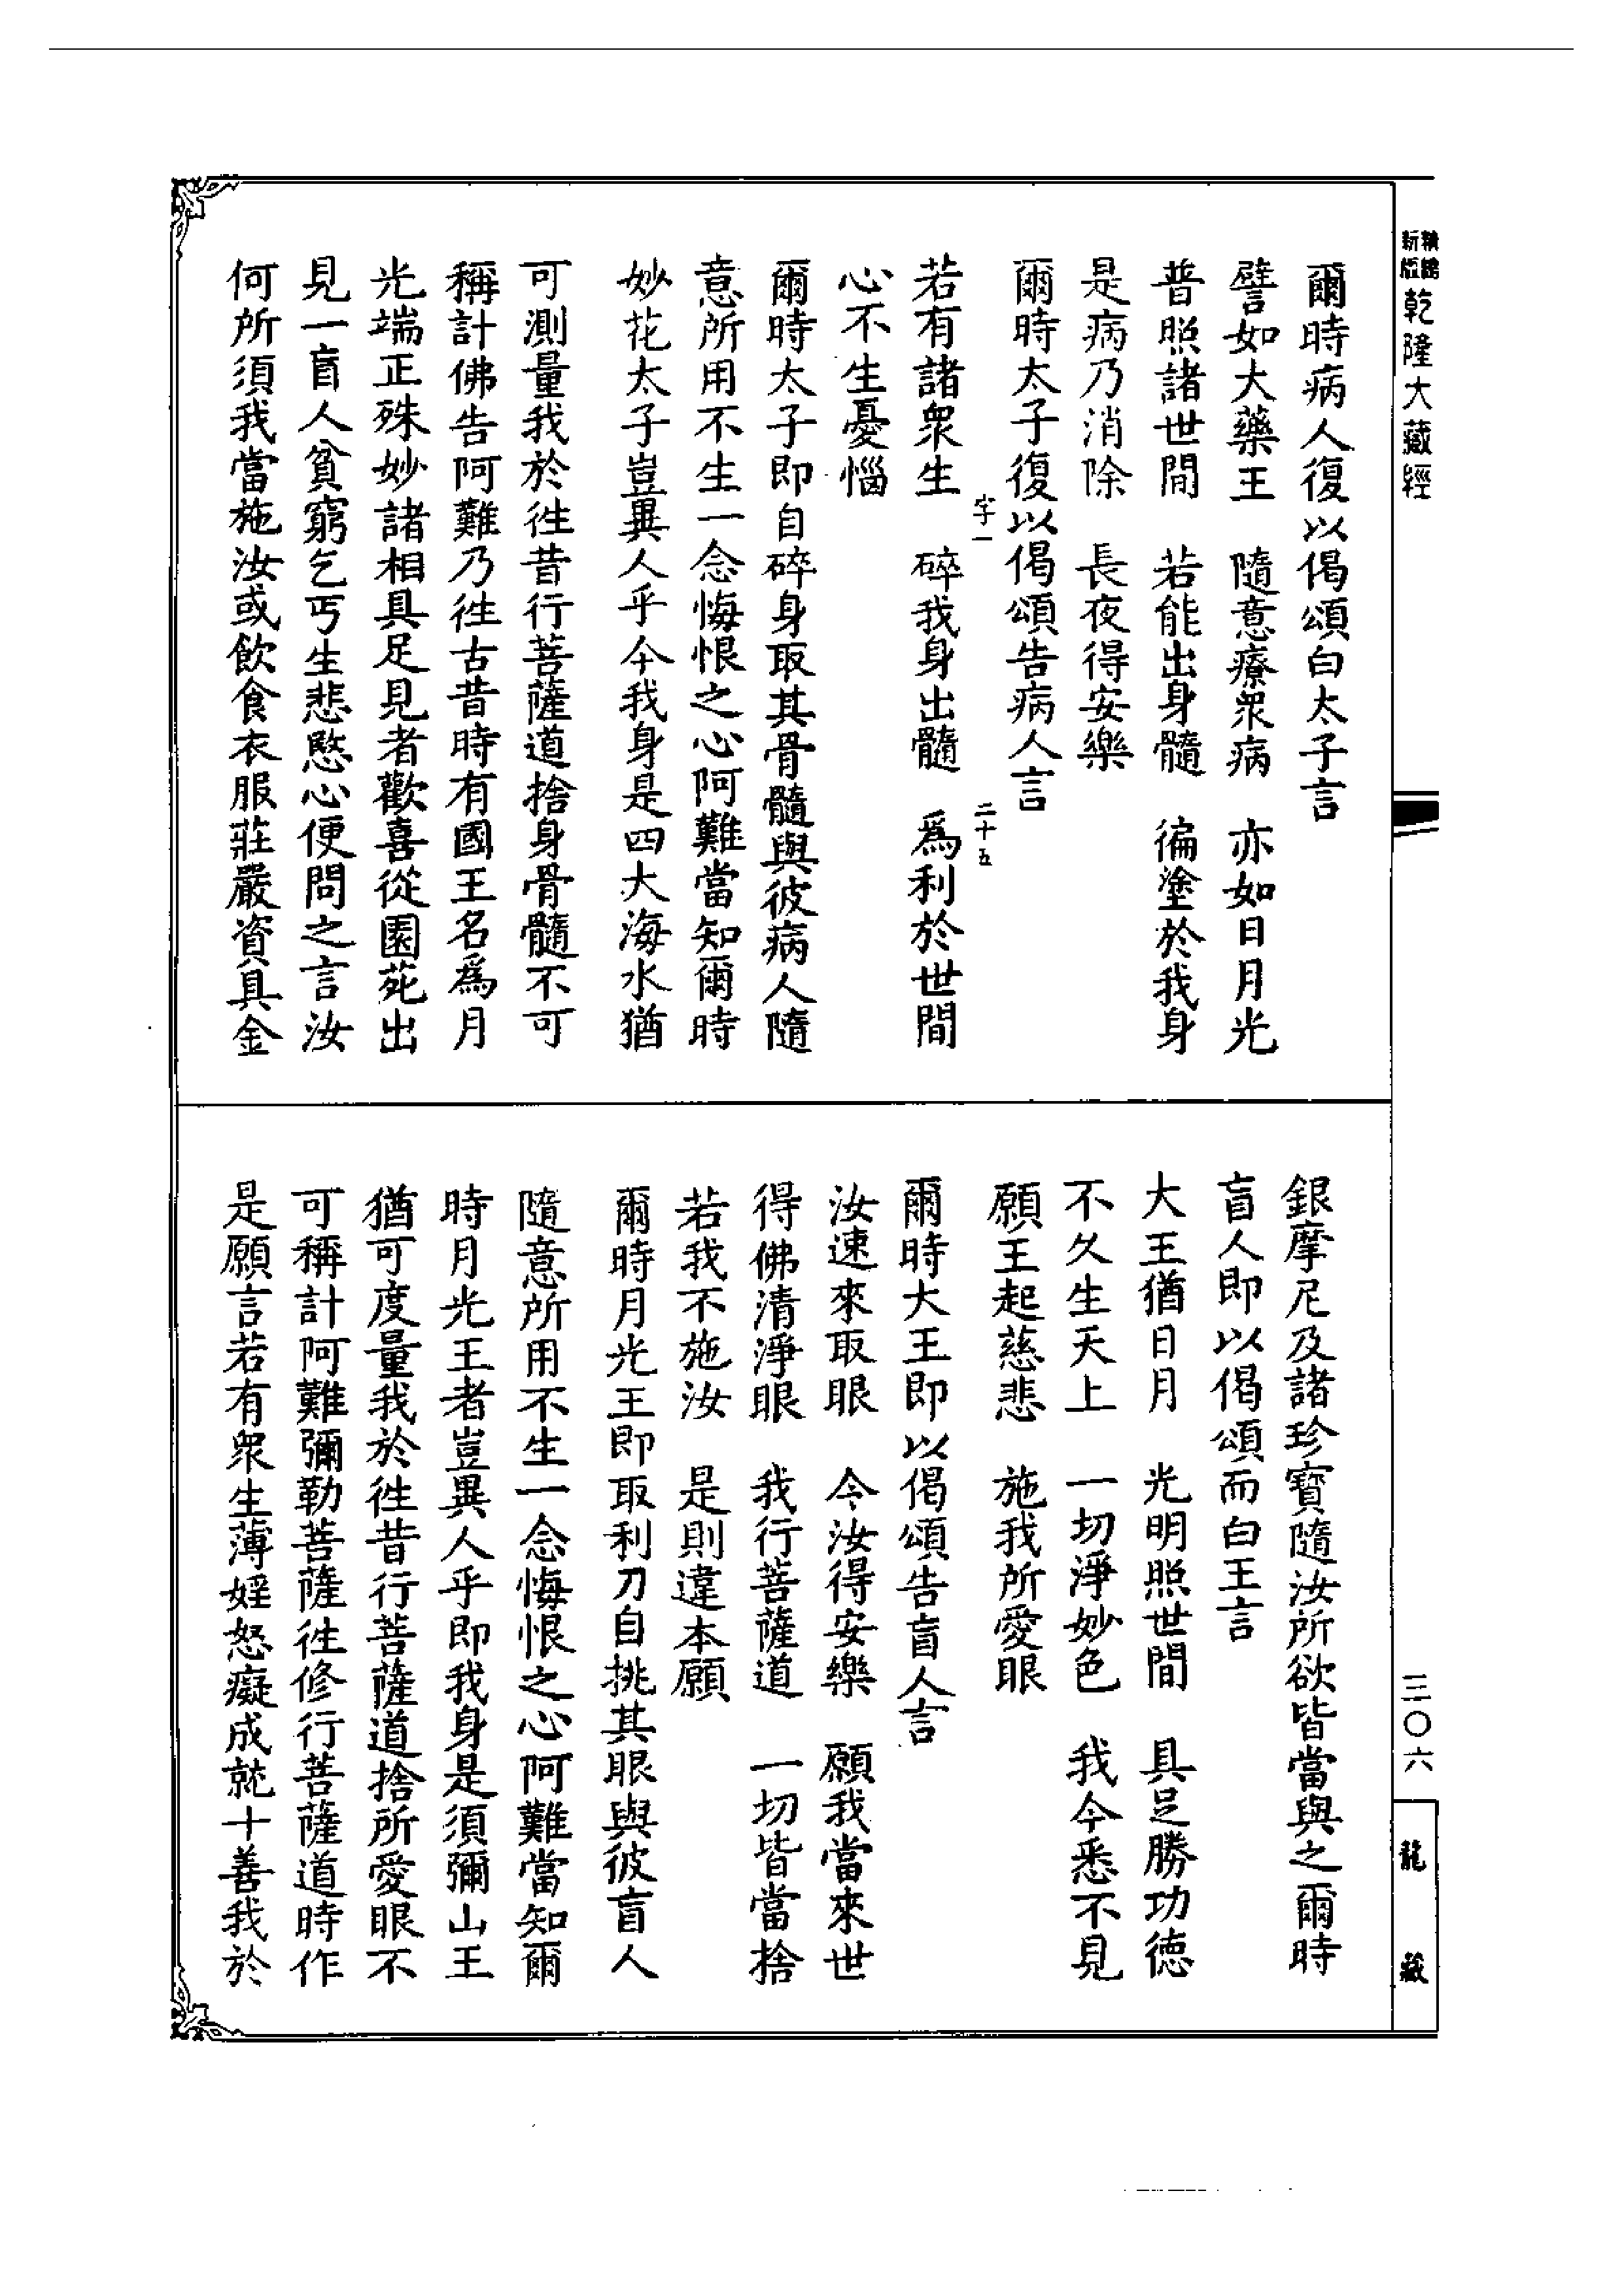 新版
精縮
乾隆大藏經
爾時病人復以偈頌白太子言
譬如大藥王　隨意療衆病　亦如日月光
普照諸世間　若能出身髓　徧塗於我身
是病乃消除　長夜得安樂
爾時太子復以偈頌告病人言
字一　二十五
若有諸衆生　碎我身出髓　爲利於世間
心不生憂惱
爾時太子即自碎身取其骨髓與彼病人隨
意所用不生一念悔恨之心阿難當知爾時
妙花太子豈異人乎今我身是四大海水猶
可測量我於徃昔行菩薩道捨身骨髓不可
稱計佛告阿難乃徃古昔時有國王名爲月
光端正殊妙諸相具足見者歡喜從園苑出
見一盲人貧窮乞丐生悲愍心便問之言汝
何所須我當施汝或飲食衣服莊嚴資具金
銀摩尼及諸珍寶隨汝所欲皆當與之爾時
盲人即以偈頌而白王言
大王猶日月　光明照世間　具足勝功德
不久生天上　一切淨妙色　我今悉不見
願王起慈悲　施我所愛眼
爾時大王即以偈頌告盲人言
汝速來取眼　今汝得安樂　願我當來世
得佛清淨眼　我行菩薩道　一切皆當捨
若我不施汝　是則違本願
爾時月光王即取利刀自挑其眼與彼盲人
隨意所用不生一念悔恨之心阿難當知爾
時月光王者豈異人乎即我身是須彌山王
猶可度量我於徃昔行菩薩道捨所愛眼不
可稱計阿難彌勒菩薩徃修行菩薩道時作
是願言若有衆生薄婬怒癡成就十善我於
三〇六
龍藏